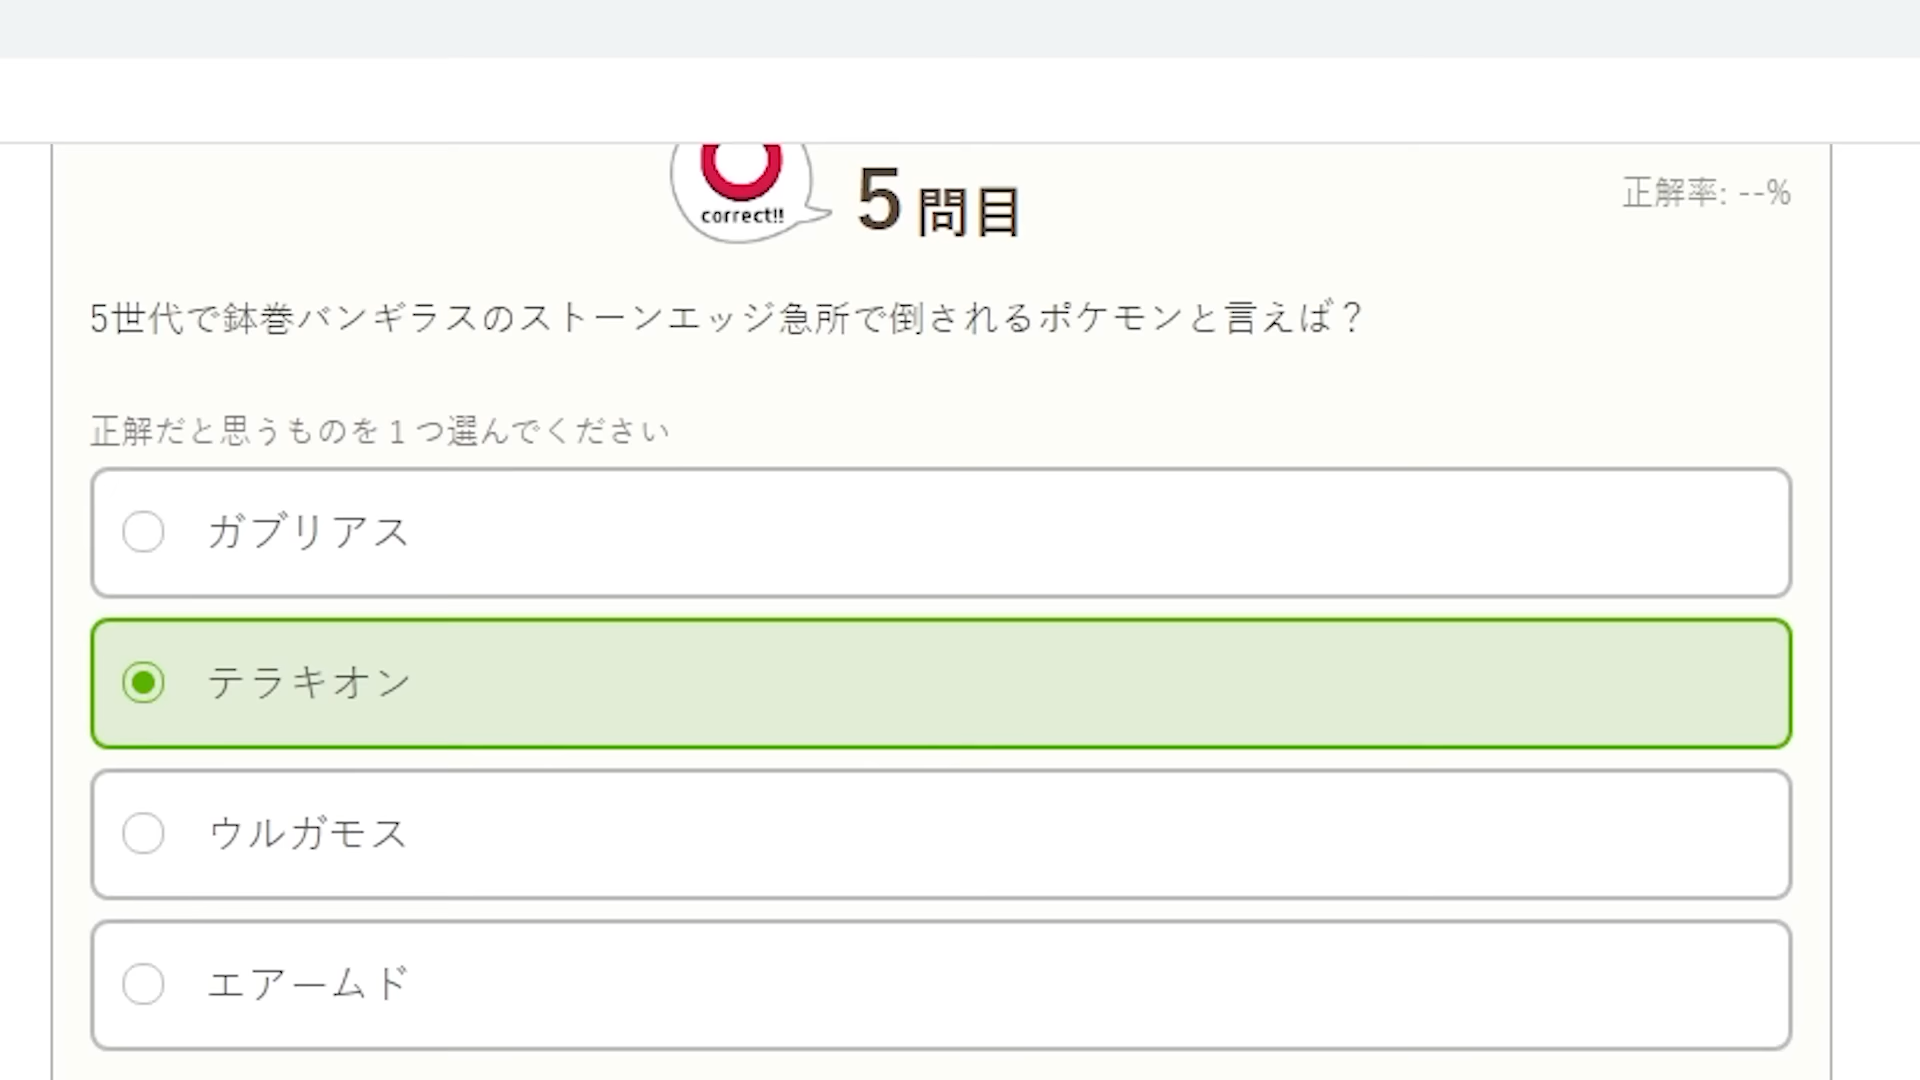 correct!!
5問目
正解率: --%
5世代で鉢巻バンギラスのストーンエッジ急所で倒されるポケモンと言えば？
正解だと思うものを1つ選んでください
ガブリアス
テラキオン
ウルガモス
エアームド